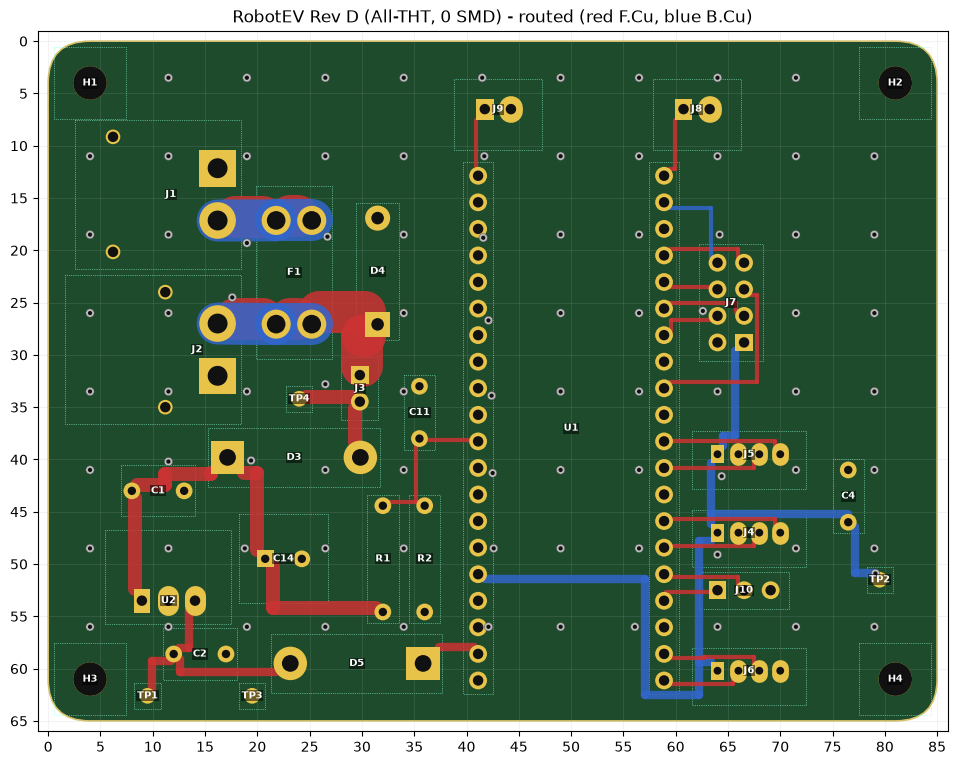 RobotEV Rev D (All-THT, 0 SMD) - routed (red F.Cu, blue B.Cu)
0
H1
H2
5
J9
J8
10
J1
15
20
F1
D4
25
J7
J2
30
J3
TP4
35
C11
U1
D3
J5
40
C1
C4
45
J4
C14
R1
R2
50
TP2
J10
U2
55
C2
D5
J6
60
H3
H4
TP1
TP3
65
0 5 10 15 20 25 30 35 40 45 50 55 60 65 70 75 80 85